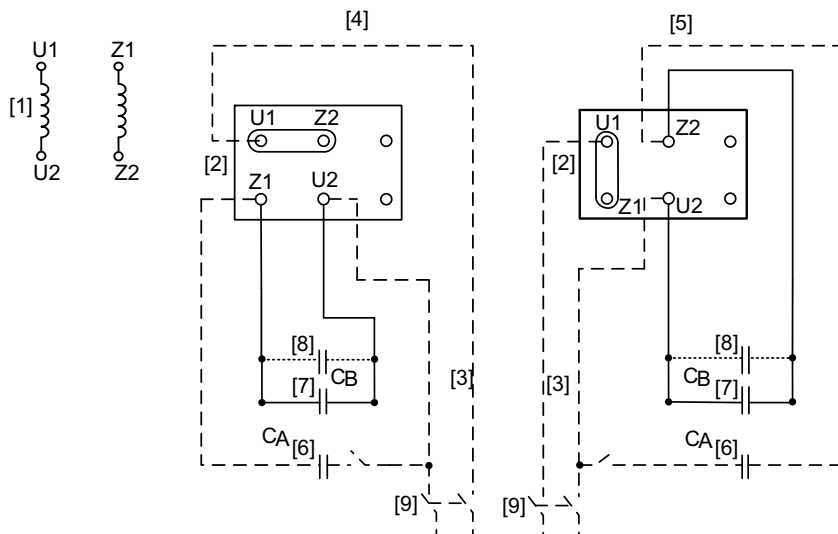 [4]
[5]
U1
Z1
[1]
U2
Z2
U1
Z2
[2]
Z1
U2
U1
Z2
[2]
Z1
U2
[8]
CB
[7]
[3]
CA
[6]
[9]
[8]
CB
[7]
[3]
CA
[6]
[9]